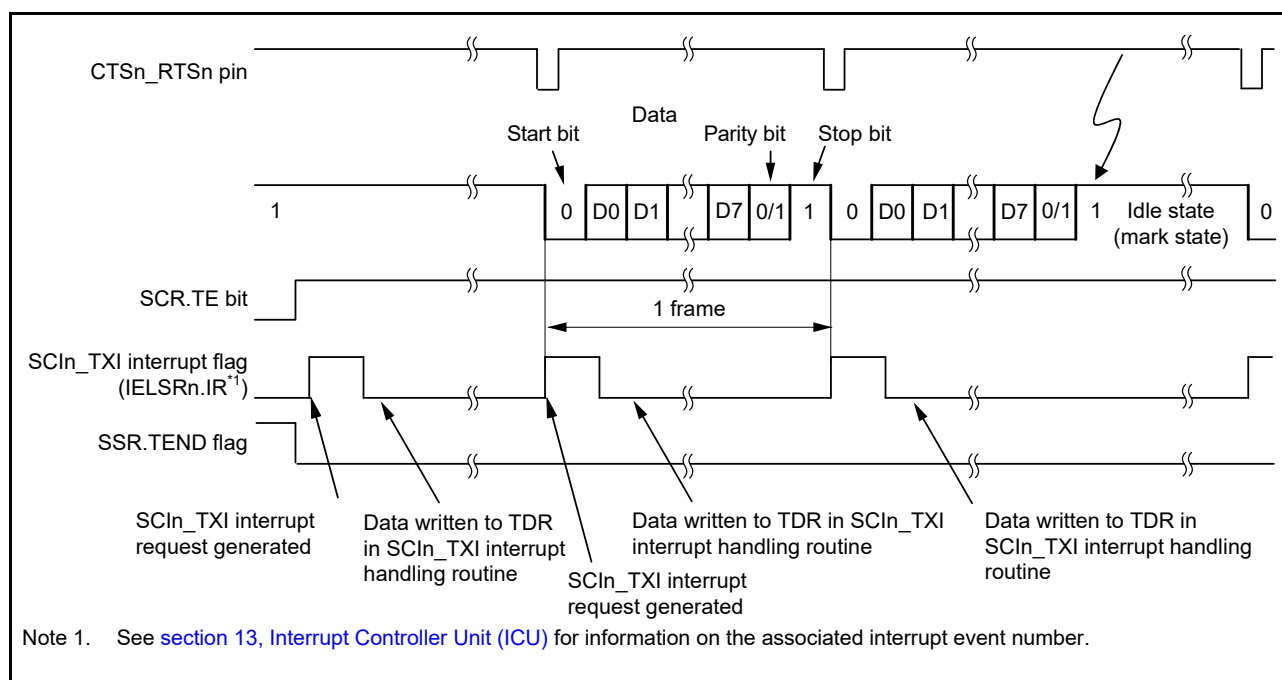 CTSn_RTSn pin
Data
Start bit
Parity bit
Stop bit
1
0
D0
D1
D7
0/1
1
0
D0
D1
D7
0/1
1
Idle state
(mark state)
0
SCR.TE bit
1 frame
SCIn_TXI interrupt flag
(IELSRn.IR*1)
SSR.TEND flag
SCIn_TXI interrupt
request generated
Data written to TDR
in SCIn_TXI interrupt
handling routine
SCIn_TXI interrupt
request generated
Data written to TDR in SCIn_TXI
interrupt handling routine
Data written to TDR in
SCIn_TXI interrupt handling
routine
Note 1. See section 13, Interrupt Controller Unit (ICU) for information on the associated interrupt event number.